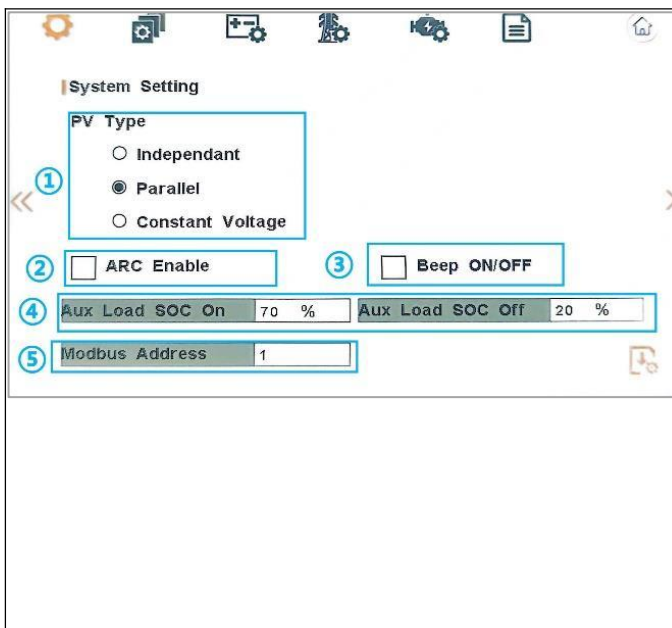 System Setting
PV Type
Independant
① Parallel
Constant Voltage
② ARC Enable ③ Beep ON/OFF
④ Aux Load SOC On 70 % Aux Load SOC Off 20 %
⑤ Modbus Address 1